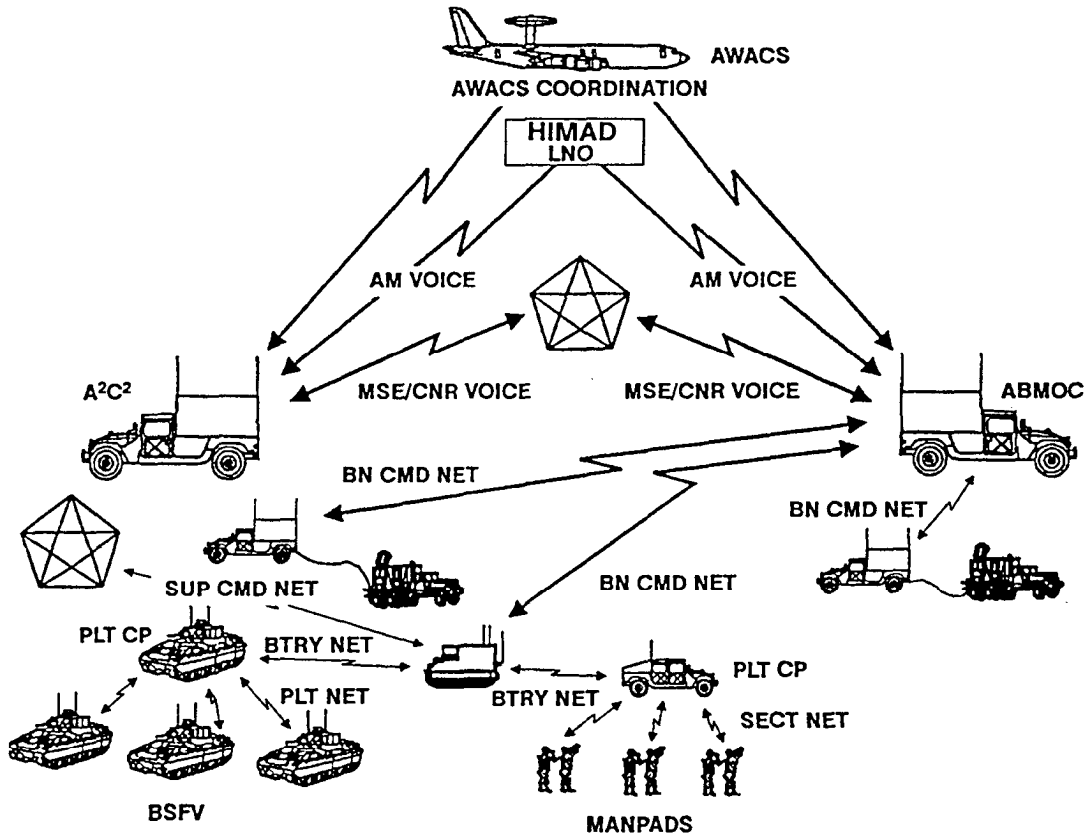 AWACS
AWACS COORDINATION
HIMAD
LNO
AM VOICE
AM VOICE
A²C²
MSE/CNR VOICE
MSE/CNR VOICE
ABMOC
BN CMD NET
BN CMD NET
SUP CMD NET
BN CMD NET
PLT CP
BTRY NET
BTRY NET
PLT CP
PLT NET
SECT NET
BSFV
MANPADS